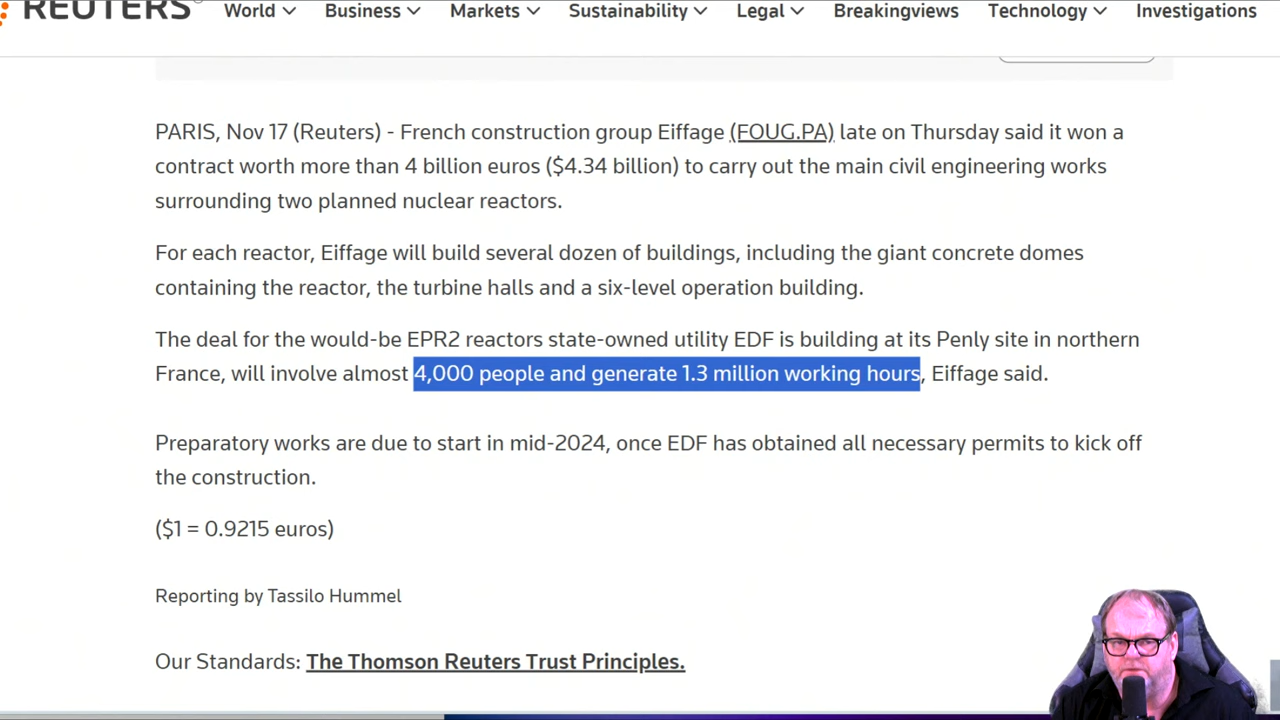 REUTERS
World Business Markets Sustainability Legal Breakingviews Technology Investigations
PARIS, Nov 17 (Reuters) - French construction group Eiffage (FOUG.PA) late on Thursday said it won a
contract worth more than 4 billion euros ($4.34 billion) to carry out the main civil engineering works
surrounding two planned nuclear reactors.
For each reactor, Eiffage will build several dozen of buildings, including the giant concrete domes
containing the reactor, the turbine halls and a six-level operation building.
The deal for the would-be EPR2 reactors state-owned utility EDF is building at its Penly site in northern
France, will involve almost 4,000 people and generate 1.3 million working hours, Eiffage said.
Preparatory works are due to start in mid-2024, once EDF has obtained all necessary permits to kick off
the construction.
($1 = 0.9215 euros)
Reporting by Tassilo Hummel
Our Standards: The Thomson Reuters Trust Principles.